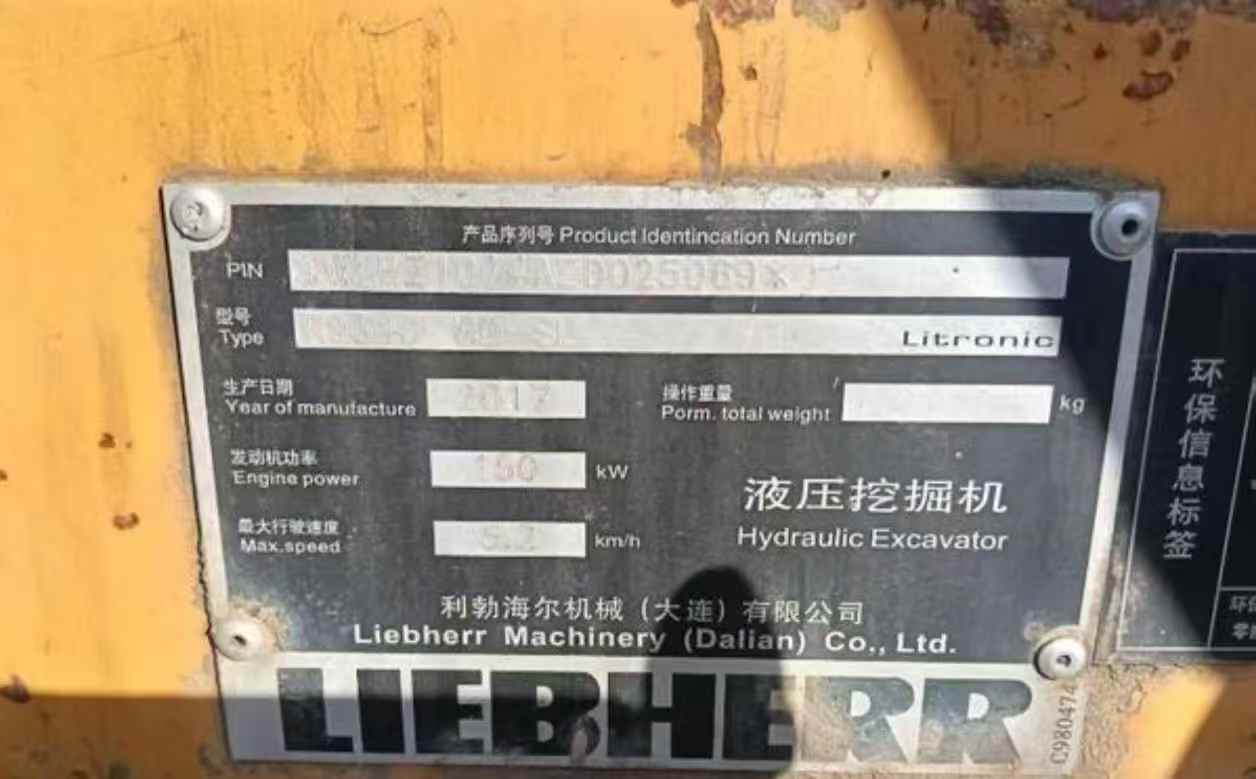 产品序列号 Product Identincation Number
PIN
型号
Type
Litronic
生产日期
Year of manufacture
2017
操作重量
Porm. total weight
kg
发动机功率
Engine power
150
kW
最大行驶速度
Max.speed
5.2
km/h
液压挖掘机
Hydraulic Excavator
利勃海尔机械（大连）有限公司
Liebherr Machinery (Dalian) Co., Ltd.
LIEBHERR
环保信息标签